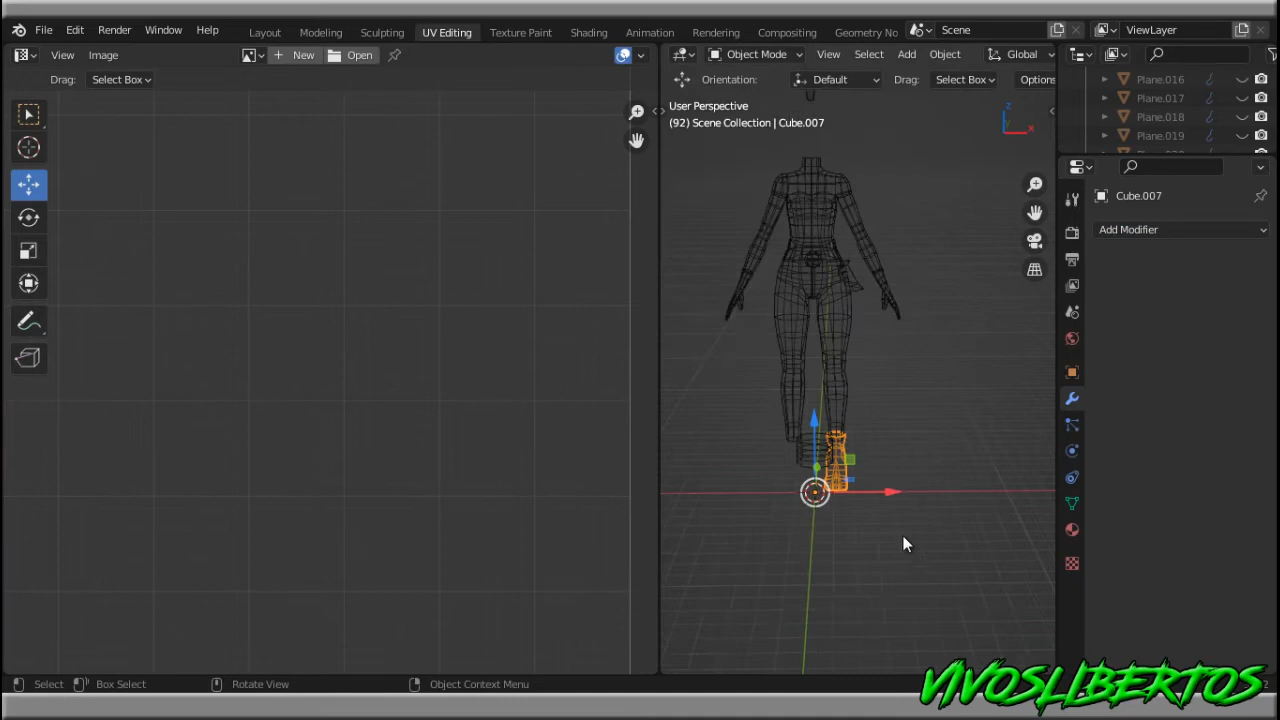 File Edit Render Window Help
Layout Modeling Sculpting UV Editing Texture Paint Shading Animation Rendering Compositing Geometry No
Scene
ViewLayer
View Image
New
Open
Object Mode
View Select Add Object
Global
Drag: Select Box
Orientation: Default Drag: Select Box Options
Plane.016
Plane.017
Plane.018
Plane.019
User Perspective
(92) Scene Collection | Cube.007
Z
Y
X
Cube.007
Add Modifier
Select Box Select Rotate View Object Context Menu
VIVOSLIBERTOS